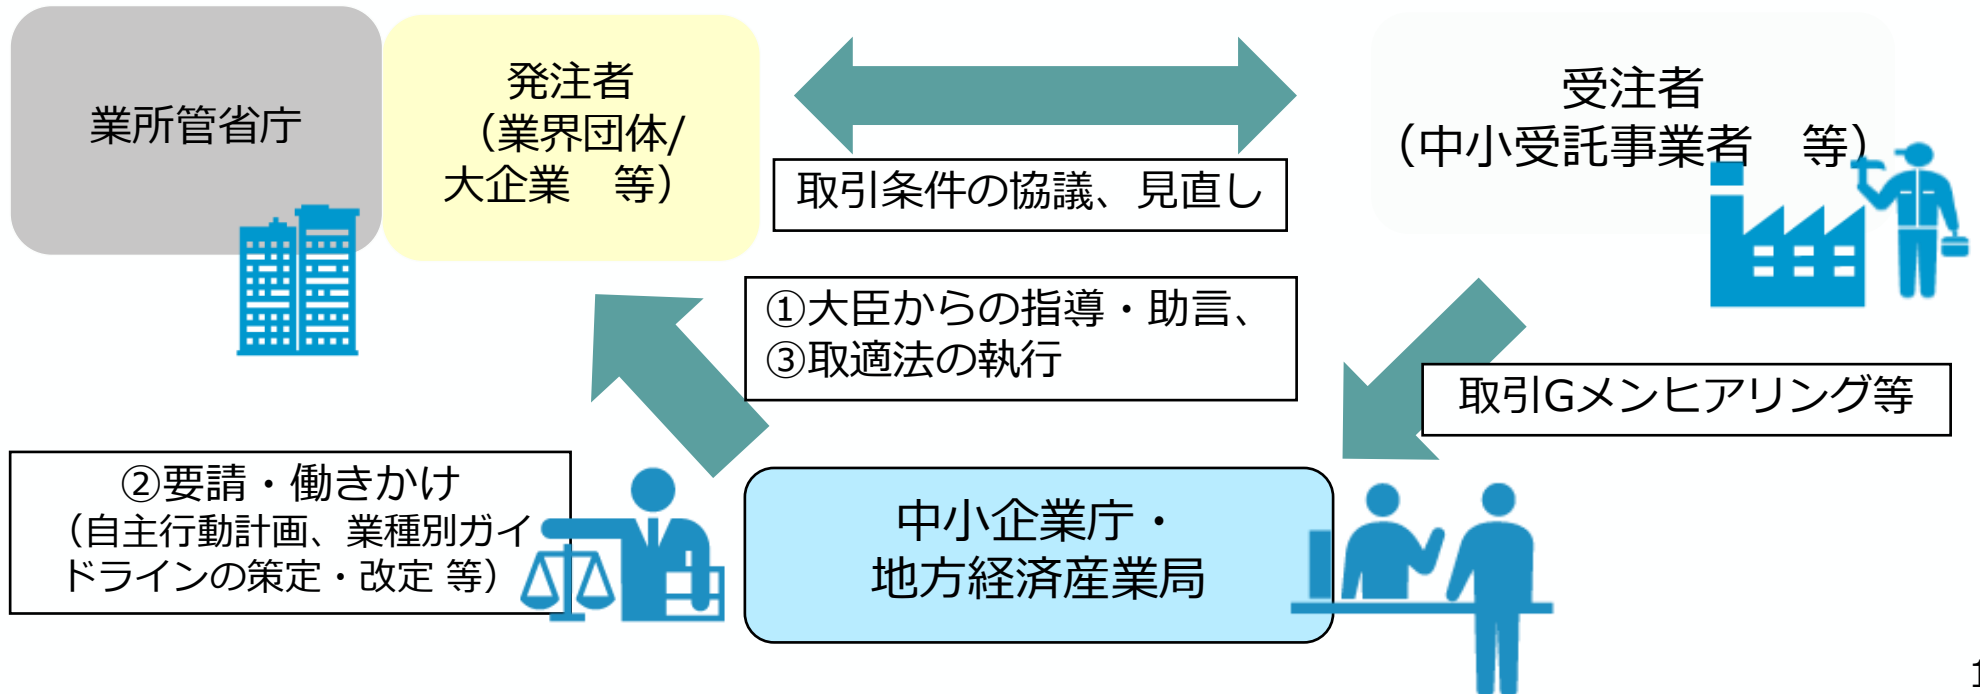 業所管省庁
発注者
（業界団体/
大企業　等）
受注者
（中小受託事業者　等）
取引条件の協議、見直し
①大臣からの指導・助言、
③取適法の執行
取引Gメンヒアリング等
②要請・働きかけ
（自主行動計画、業種別ガイ
ドラインの策定・改定 等）
中小企業庁・
地方経済産業局
1